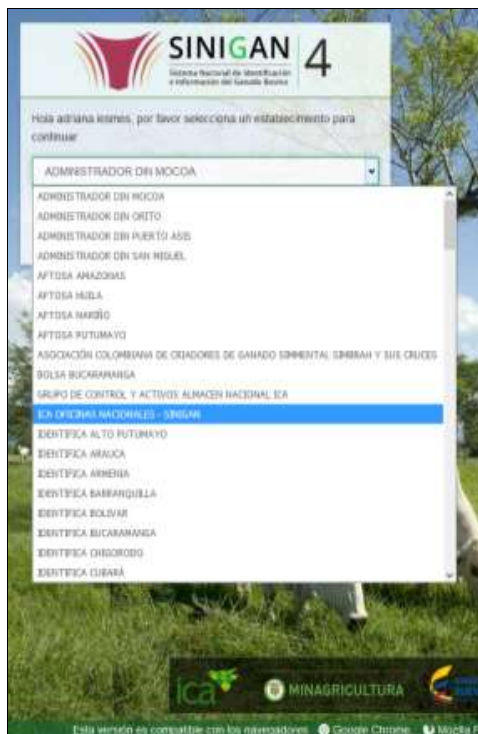 SINIGAN 4
Sistema Nacional de Identificación
e Información del Ganado Bovino
Hola adriana lesmes, por favor selecciona un establecimiento para
continuar
ADMINISTRADOR DIN MOCOA
ADMINISTRADOR DIN MOCOA
ADMINISTRADOR DIN ORITO
ADMINISTRADOR DIN PUERTO ASIS
ADMINISTRADOR DIN SAN MIGUEL
AFTOSA AMAZONAS
AFTOSA HUILA
AFTOSA NARIÑO
AFTOSA PUTUMAYO
ASOCIACIÓN COLOMBIANA DE CRIADORES DE GANADO SIMMENTAL SIMBRAH Y SUS CRUCES
BOLSA BUCARAMANGA
GRUPO DE CONTROL Y ACTIVOS ALMACEN NACIONAL ICA
ICA OFICINAS NACIONALES - SINIGAN
IDENTIFICA ALTO PUTUMAYO
IDENTIFICA ARAUCA
IDENTIFICA ARMENIA
IDENTIFICA BARRANQUILLA
IDENTIFICA BOLIVAR
IDENTIFICA BUCARAMANGA
IDENTIFICA CHIGORODO
IDENTIFICA CUBARÁ
ica MINAGRICULTURA
Esta versión es compatible con los navegadores Google Chrome Mozilla F